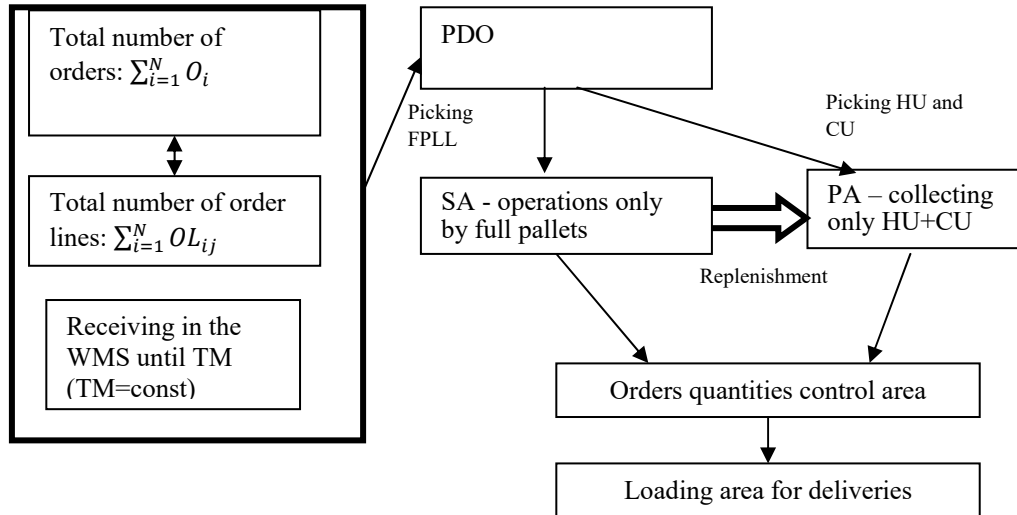 Total number of
orders: $\sum_{i=1}^{N} O_i$
Total number of order
lines: $\sum_{i=1}^{N} OL_{ij}$
Receiving in the
WMS until TM
(TM=const)
PDO
Picking
FPLL
Picking HU and
CU
SA - operations only
by full pallets
PA – collecting
only HU+CU
Replenishment
Orders quantities control area
Loading area for deliveries